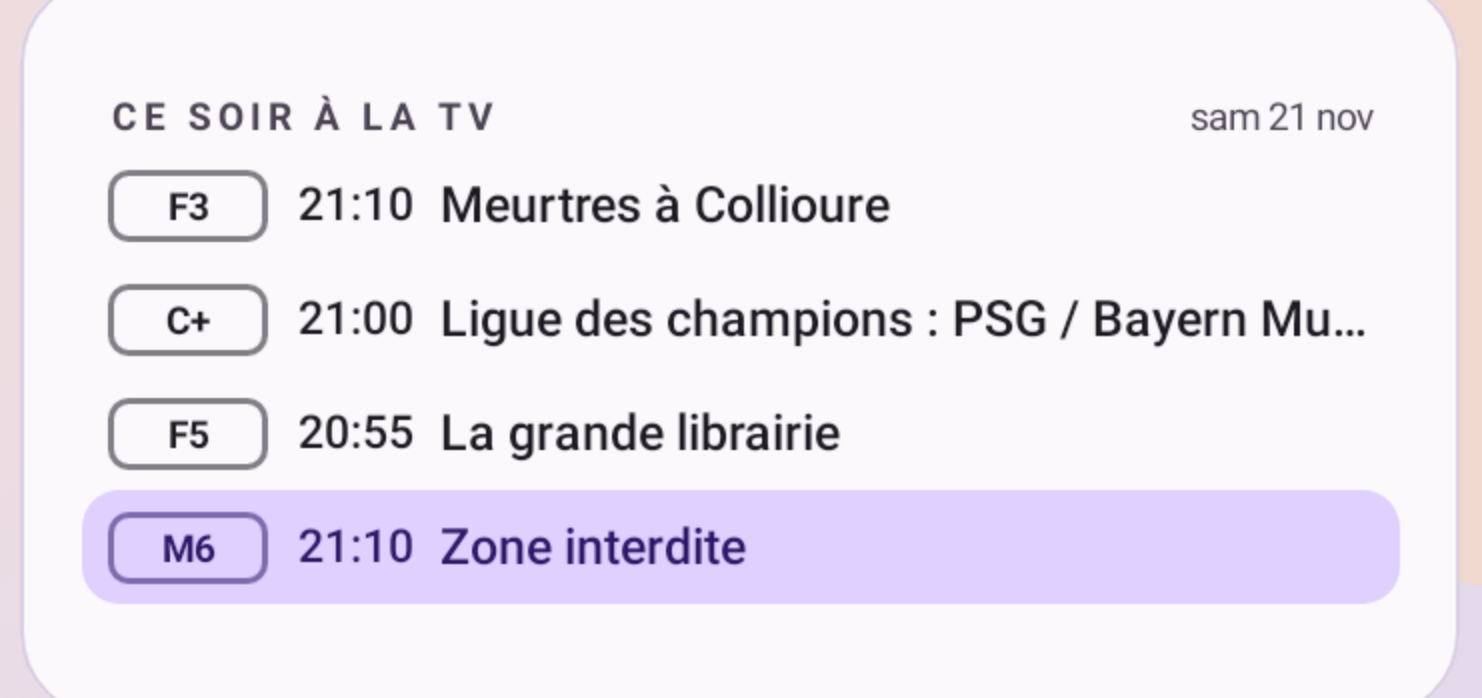 CE SOIR À LA TV sam 21 nov
F3 21:10 Meurtres à Collioure
C+ 21:00 Ligue des champions : PSG / Bayern Mu...
F5 20:55 La grande librairie
M6 21:10 Zone interdite